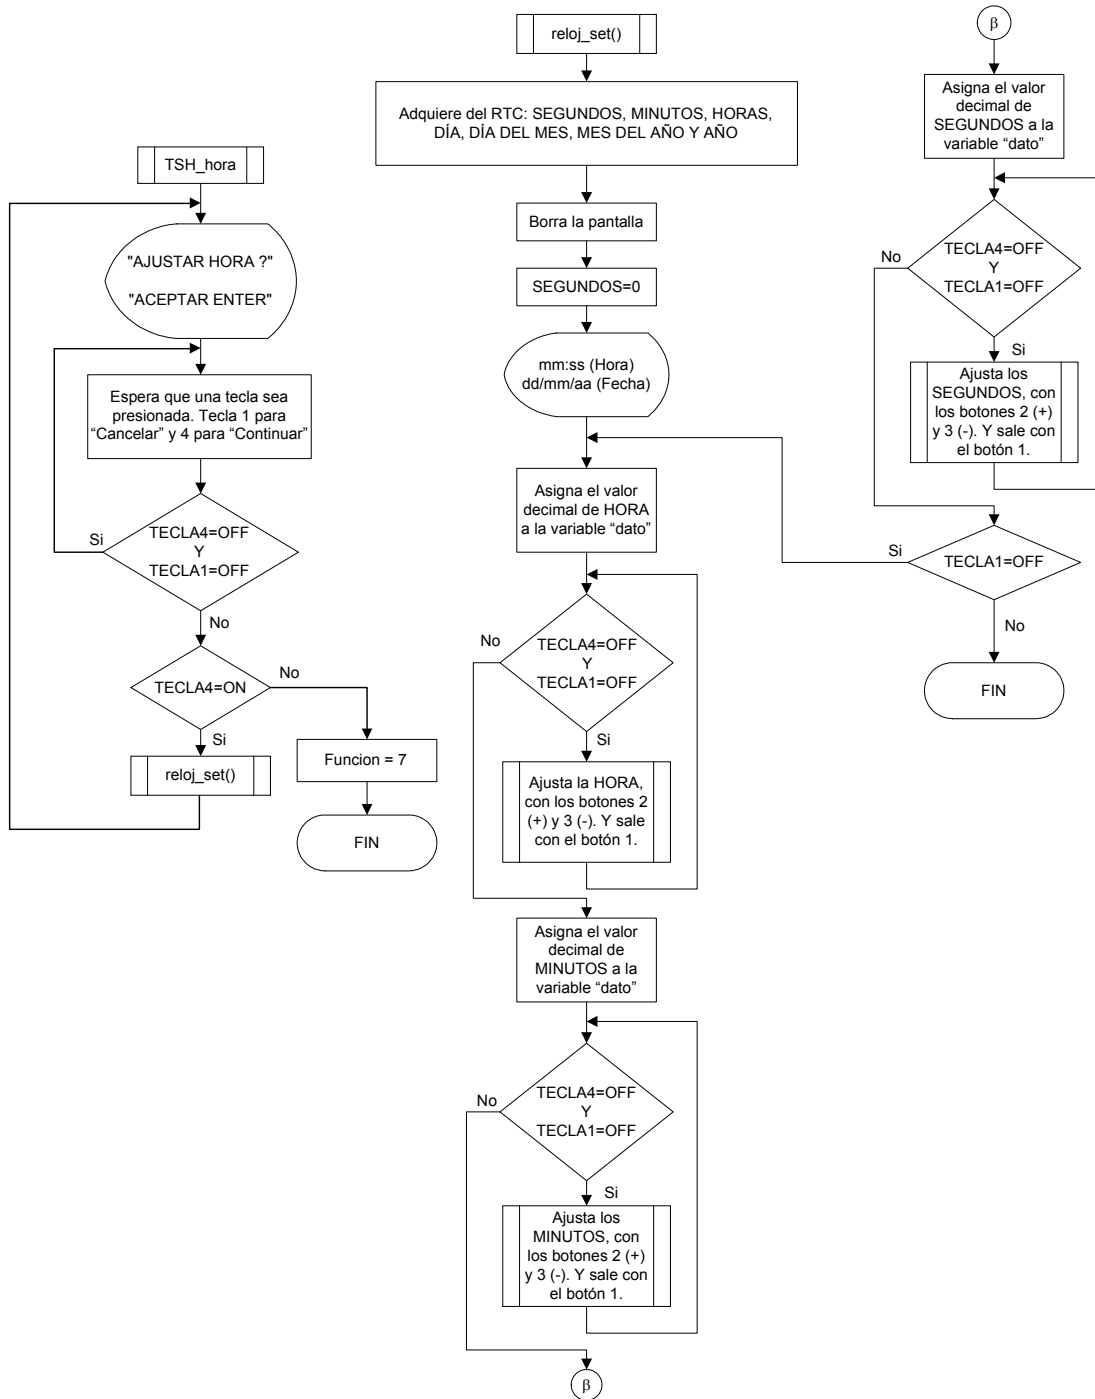 TSH_hora
"AJUSTAR HORA ?"
"ACEPTAR ENTER"
Espera que una tecla sea
presionada. Tecla 1 para
“Cancelar” y 4 para “Continuar”
TECLA4=OFF
Y
TECLA1=OFF
Si
No
TECLA4=ON
No
Si
reloj_set()
Funcion = 7
FIN
reloj_set()
Adquiere del RTC: SEGUNDOS, MINUTOS, HORAS,
DÍA, DÍA DEL MES, MES DEL AÑO Y AÑO
Borra la pantalla
SEGUNDOS=0
mm:ss (Hora)
dd/mm/aa (Fecha)
Asigna el valor
decimal de HORA
a la variable “dato”
No
TECLA4=OFF
Y
TECLA1=OFF
Si
Ajusta la HORA,
con los botones 2
(+) y 3 (-). Y sale
con el botón 1.
Asigna el valor
decimal de
MINUTOS a la
variable “dato”
No
TECLA4=OFF
Y
TECLA1=OFF
Si
Ajusta los
MINUTOS, con
los botones 2 (+)
y 3 (-). Y sale con
el botón 1.
β
β
Asigna el valor
decimal de
SEGUNDOS a la
variable “dato”
No
TECLA4=OFF
Y
TECLA1=OFF
Si
Ajusta los
SEGUNDOS, con
los botones 2 (+)
y 3 (-). Y sale con
el botón 1.
Si
TECLA1=OFF
No
FIN